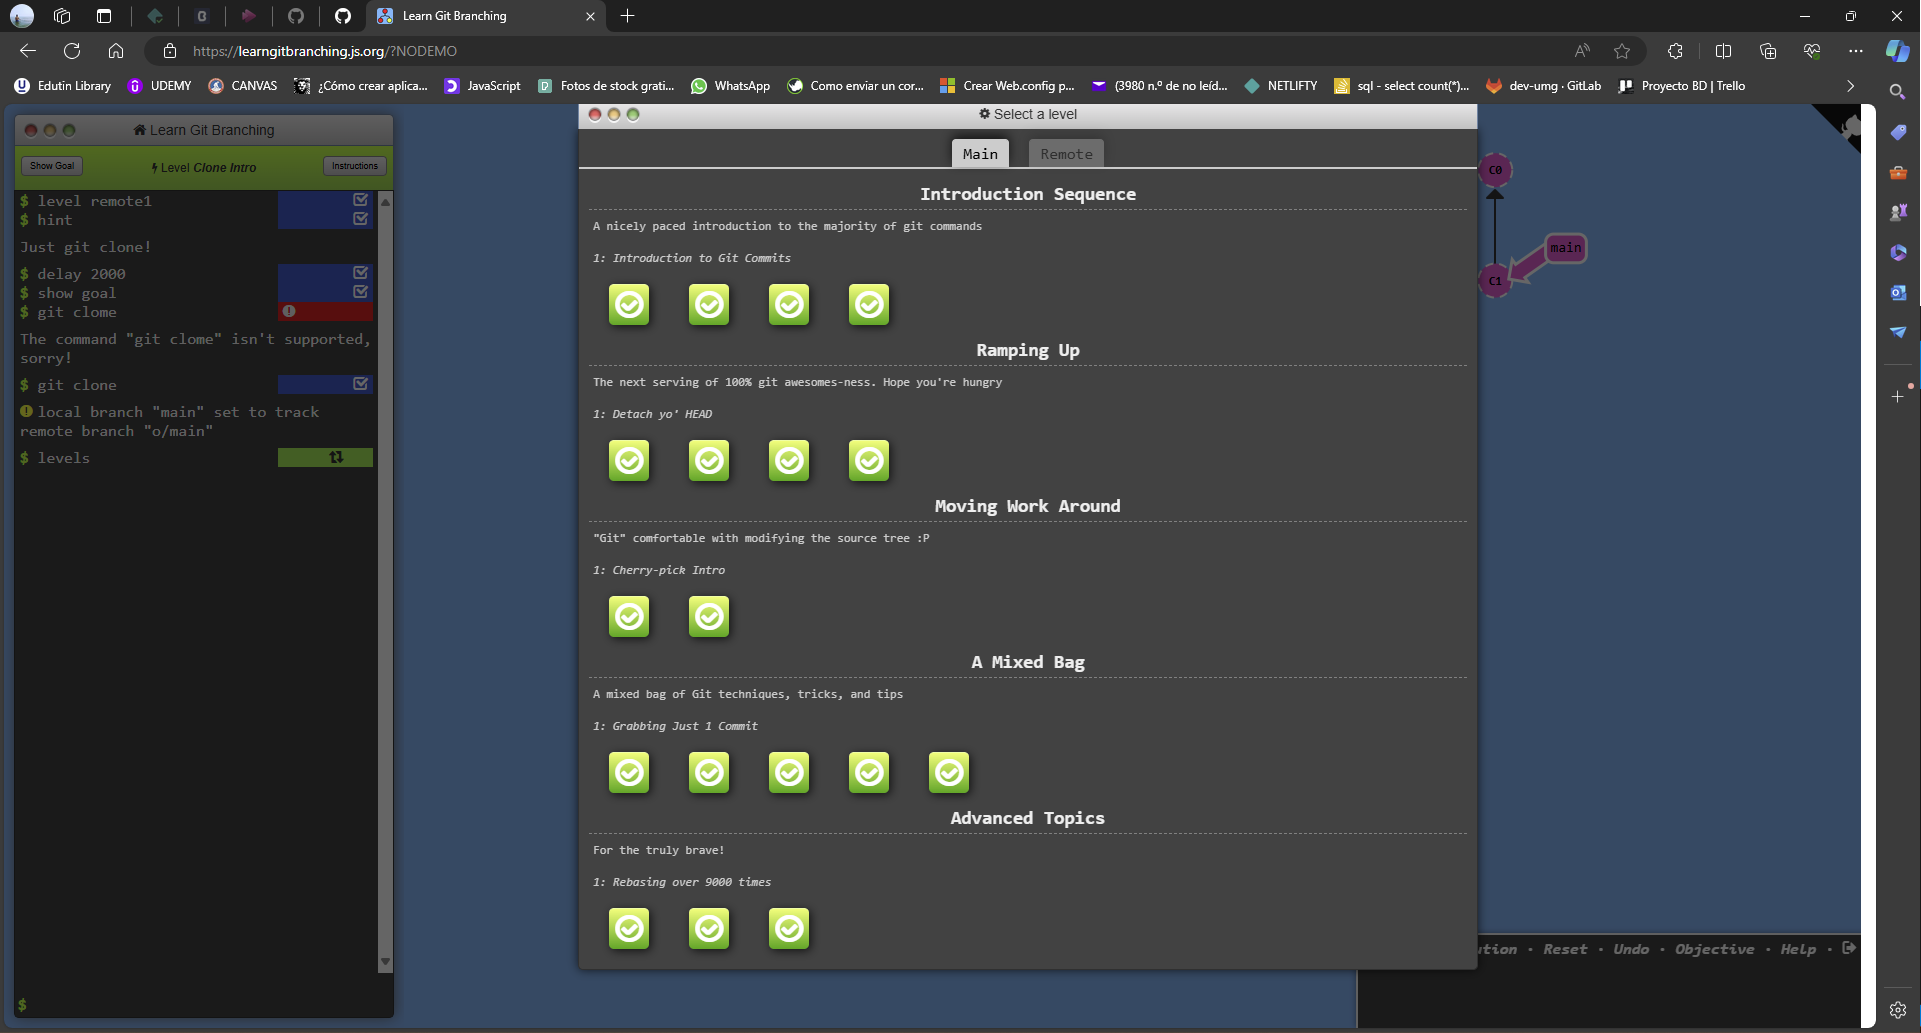 Learn Git Branching
https://learngitbranching.js.org/?NODEMO
Edutin Library
UDEMY
CANVAS
¿Cómo crear aplica...
JavaScript
Fotos de stock grati...
WhatsApp
Como enviar un cor...
Crear Web.config p...
(3980 n.º de no leíd...
NETLIFTY
sql - select count(*)...
dev-umg · GitLab
Proyecto BD | Trello
Learn Git Branching
Show Goal
Level Clone Intro
Instructions
$ level remote1
$ hint
Just git clone!
$ delay 2000
$ show goal
$ git clome
The command "git clome" isn't supported,
sorry!
$ git clone
local branch "main" set to track
remote branch "o/main"
$ levels
$
Select a level
Main
Remote
Introduction Sequence
A nicely paced introduction to the majority of git commands
1: Introduction to Git Commits
Ramping Up
The next serving of 100% git awesomes-ness. Hope you're hungry
1: Detach yo' HEAD
Moving Work Around
"Git" comfortable with modifying the source tree :P
1: Cherry-pick Intro
A Mixed Bag
A mixed bag of Git techniques, tricks, and tips
1: Grabbing Just 1 Commit
Advanced Topics
For the truly brave!
1: Rebasing over 9000 times
C0
main
C1
ution · Reset · Undo · Objective · Help ·